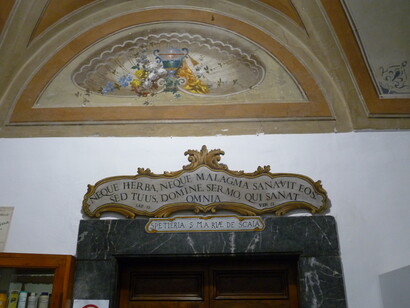 NEQUE HERBA, NEQUE MALAGMA SANAVIT EOS
SED TUUS, DOMINE, SERMO, QUI SANAT
OMNIA
SPETIERIA S. MARIÆ DE SCALA